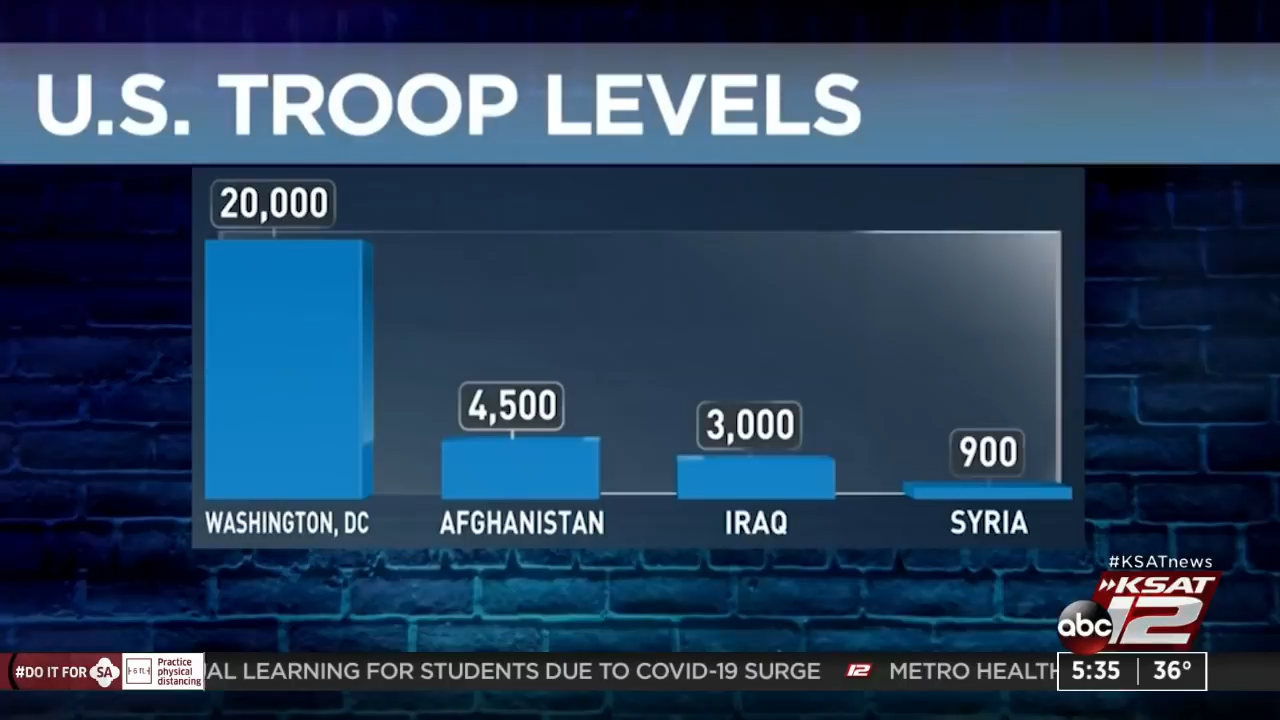 U.S. TROOP LEVELS
20,000
4,500
3,000
900
WASHINGTON, DC
AFGHANISTAN
IRAQ
SYRIA
#KSATnews
KSAT
abc 12
#DO IT FOR SA
6 ft
Practice
physical
distancing
AL LEARNING FOR STUDENTS DUE TO COVID-19 SURGE 12 METRO HEALTH
5:35 36°